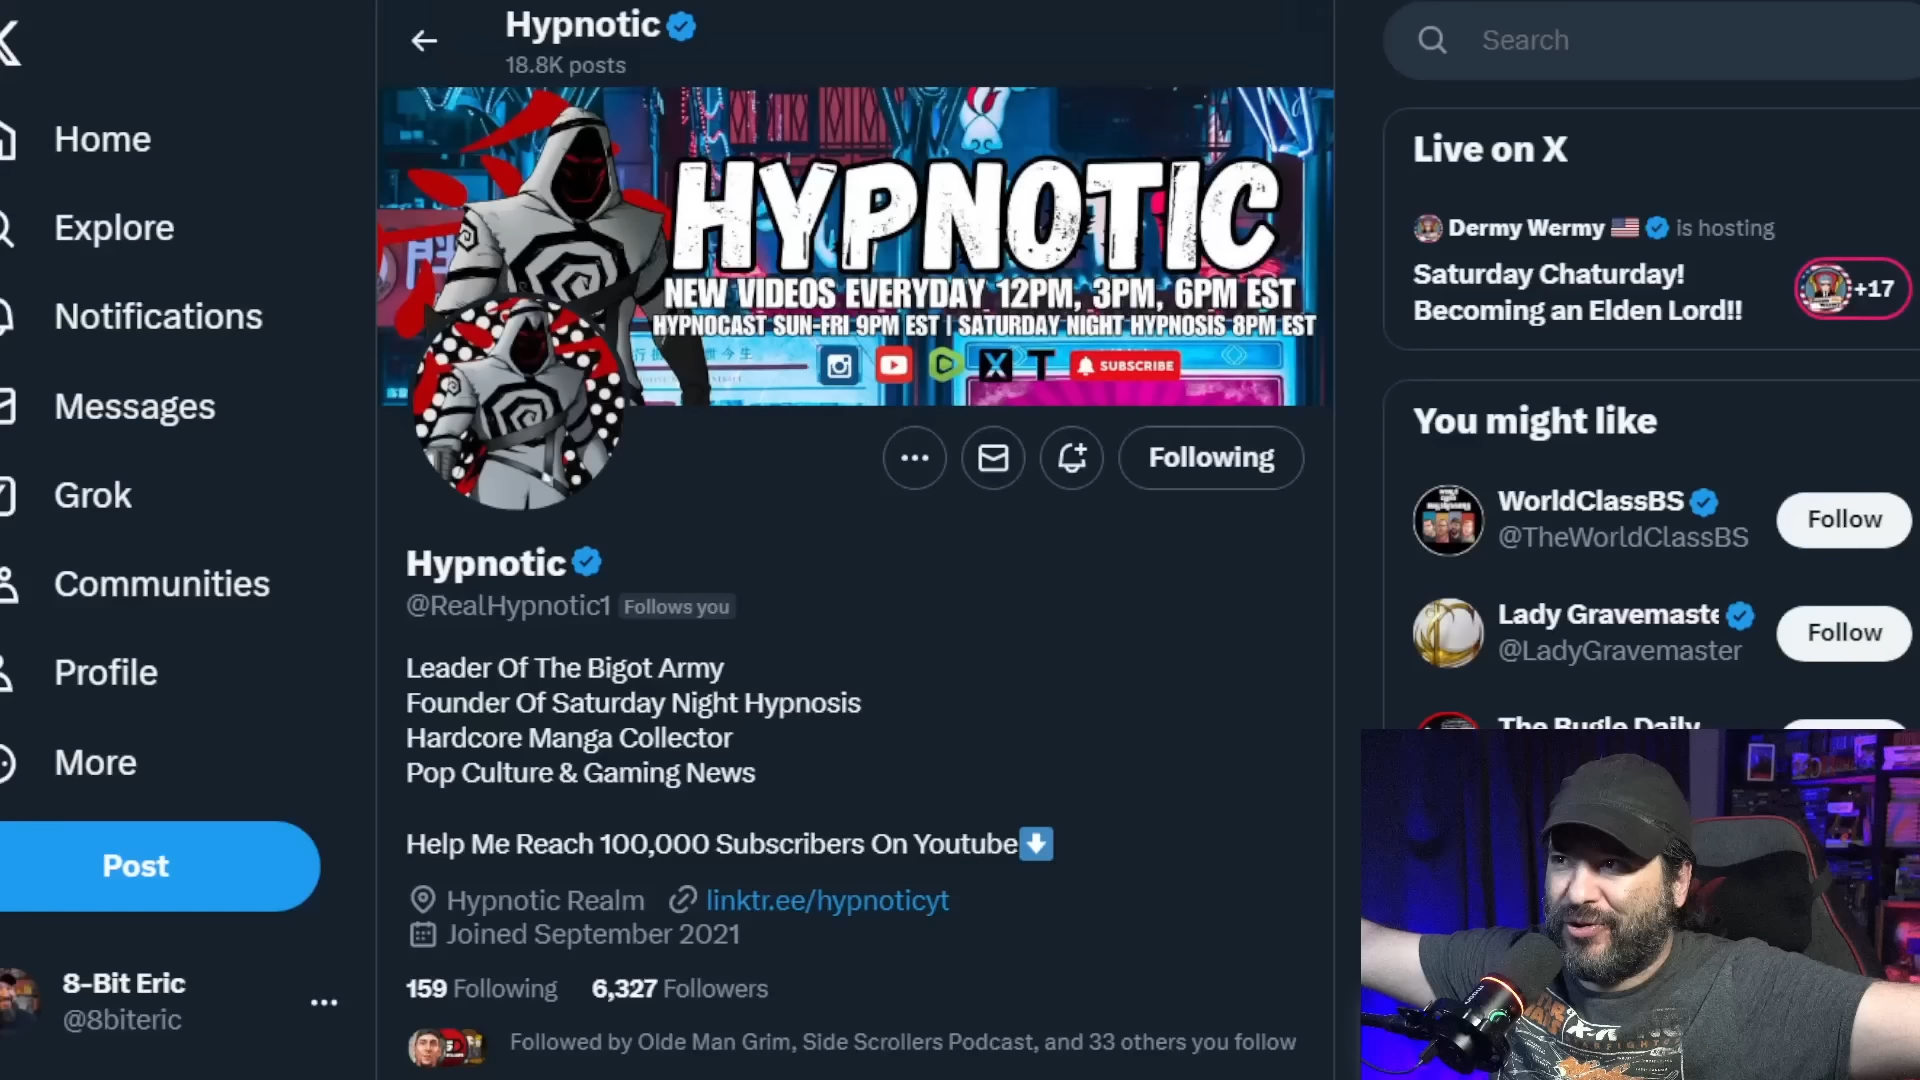 Hypnotic
18.8K posts
Search
Home
Explore
Notifications
Messages
Grok
Communities
Profile
More
Post
8-Bit Eric
@8biteric
HYPNOTIC
NEW VIDEOS EVERYDAY 12PM, 3PM, 6PM EST
HYPNOCAST SUN-FRI 9PM EST | SATURDAY NIGHT HYPNOSIS 8PM EST
SUBSCRIBE
Following
Hypnotic
@RealHypnotic1 Follows you
Leader Of The Bigot Army
Founder Of Saturday Night Hypnosis
Hardcore Manga Collector
Pop Culture & Gaming News
Help Me Reach 100,000 Subscribers On Youtube
Hypnotic Realm linktr.ee/hypnoticyt
Joined September 2021
159 Following 6,327 Followers
Followed by Olde Man Grim, Side Scrollers Podcast, and 33 others you follow
Live on X
Dermy Wermy is hosting
Saturday Chaturday!
Becoming an Elden Lord!!
+17
You might like
WorldClassBS
@TheWorldClassBS
Follow
Lady Gravemaste
@LadyGravemaster
Follow
The Bugle Daily